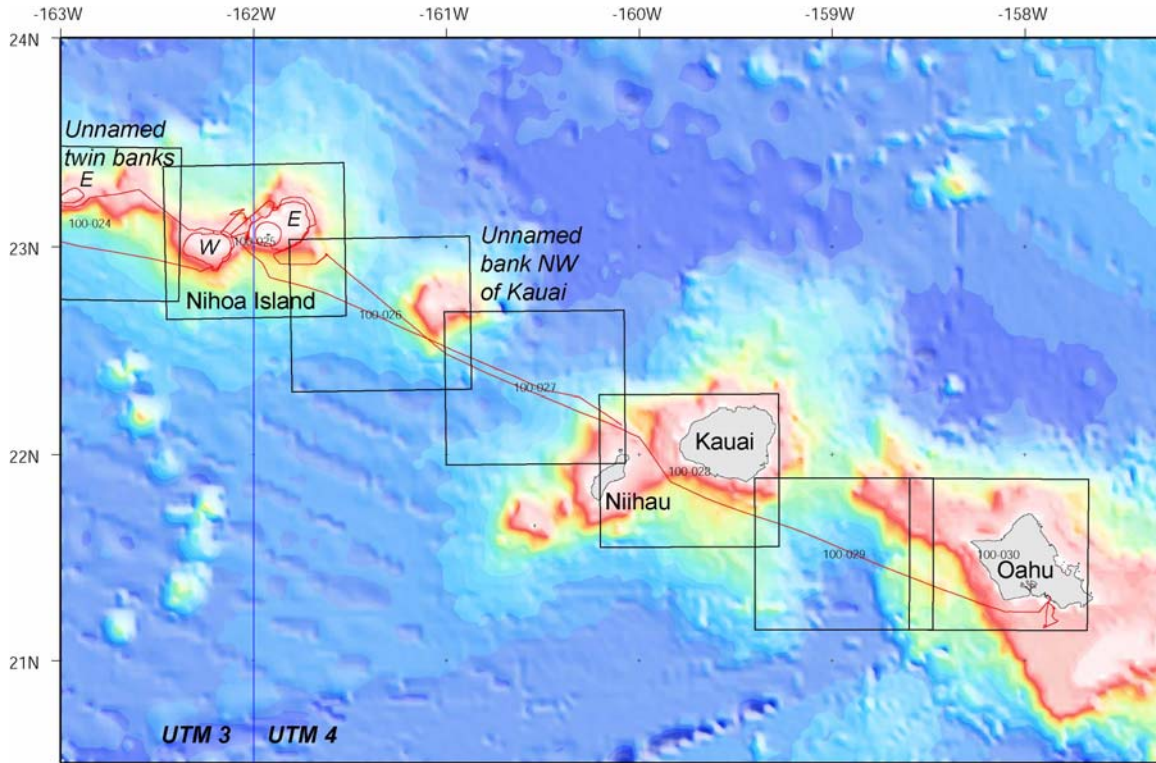 -163W -162W -161W -160W -159W -158W
24N
Unnamed
twin banks
E
100-024
23N
W
100-025
E
Nihoa Island
Unnamed
bank NW
of Kauai
100-026
100-027
22N
Kauai
100-028
Niihau
100-029
100-030
Oahu
21N
UTM 3 UTM 4